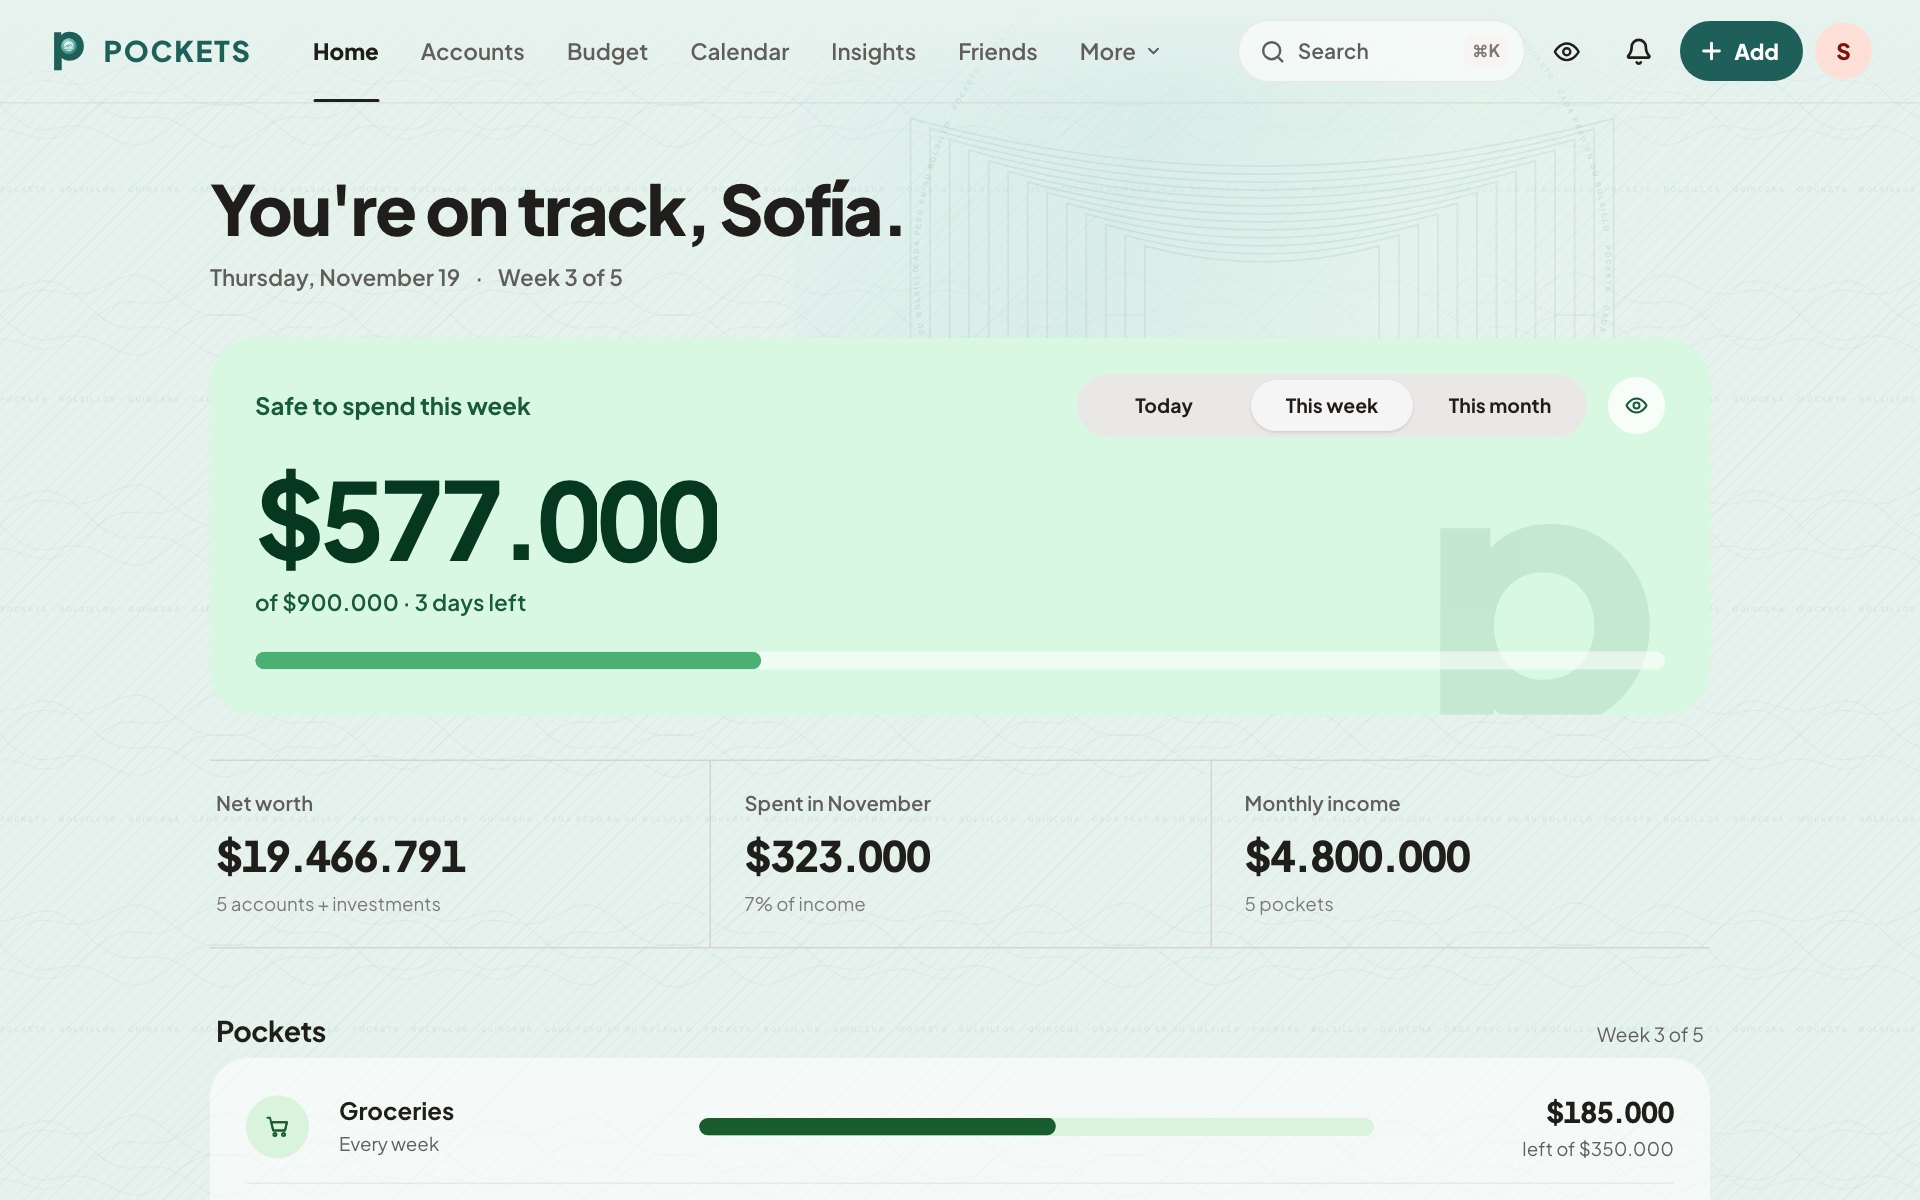 POCKETS
Home
Accounts
Budget
Calendar
Insights
Friends
More
Search
⌘K
Add
S
You're on track, Sofía.
Thursday, November 19 · Week 3 of 5
Safe to spend this week
Today
This week
This month
$577.000
of $900.000 · 3 days left
Net worth
$19.466.791
5 accounts + investments
Spent in November
$323.000
7% of income
Monthly income
$4.800.000
5 pockets
Pockets
Week 3 of 5
Groceries
Every week
$185.000
left of $350.000